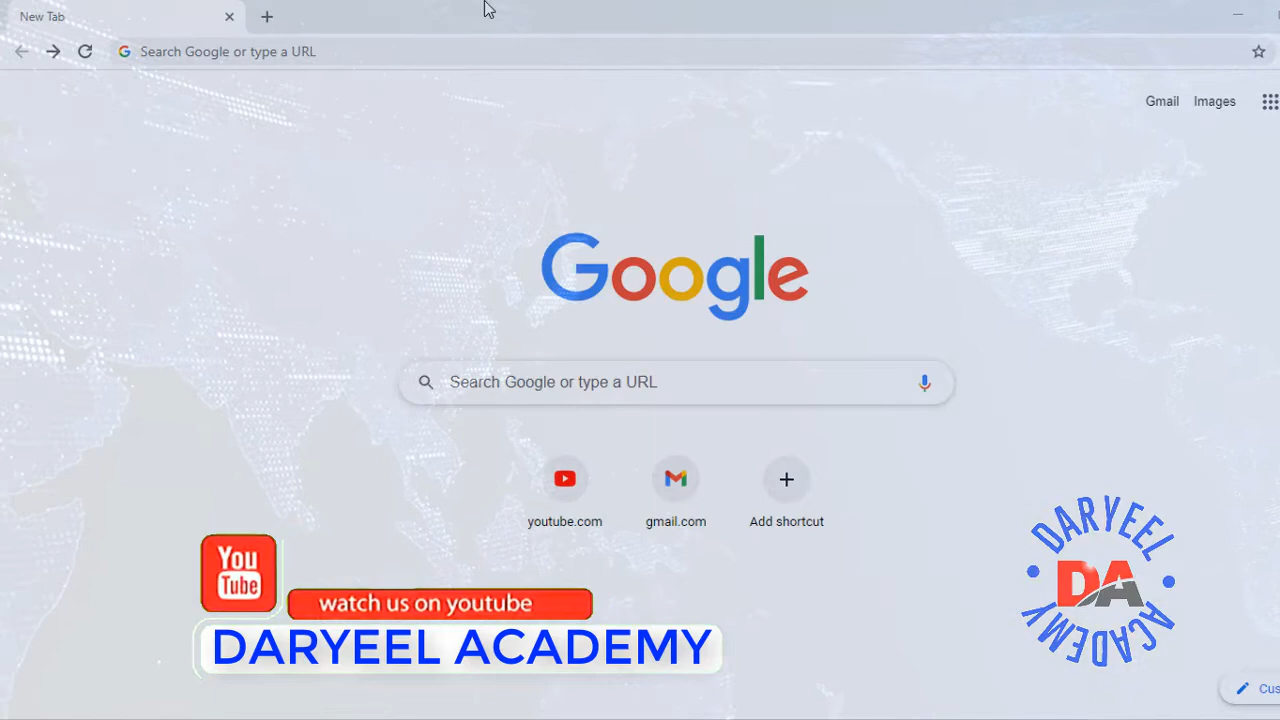 New Tab
Search Google or type a URL
Gmail Images
Google
Search Google or type a URL
youtube.com gmail.com Add shortcut
You
Tube
watch us on youtube
DARYEEL ACADEMY
DARYEEL
DA
ACADEMY
Cus